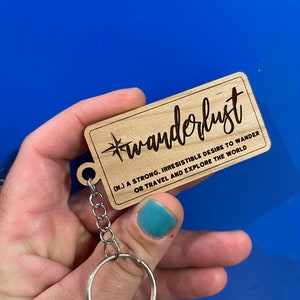 wanderlust
(N.) A STRONG, IRRESISTIBLE DESIRE TO WANDER
OR TRAVEL AND EXPLORE THE WORLD